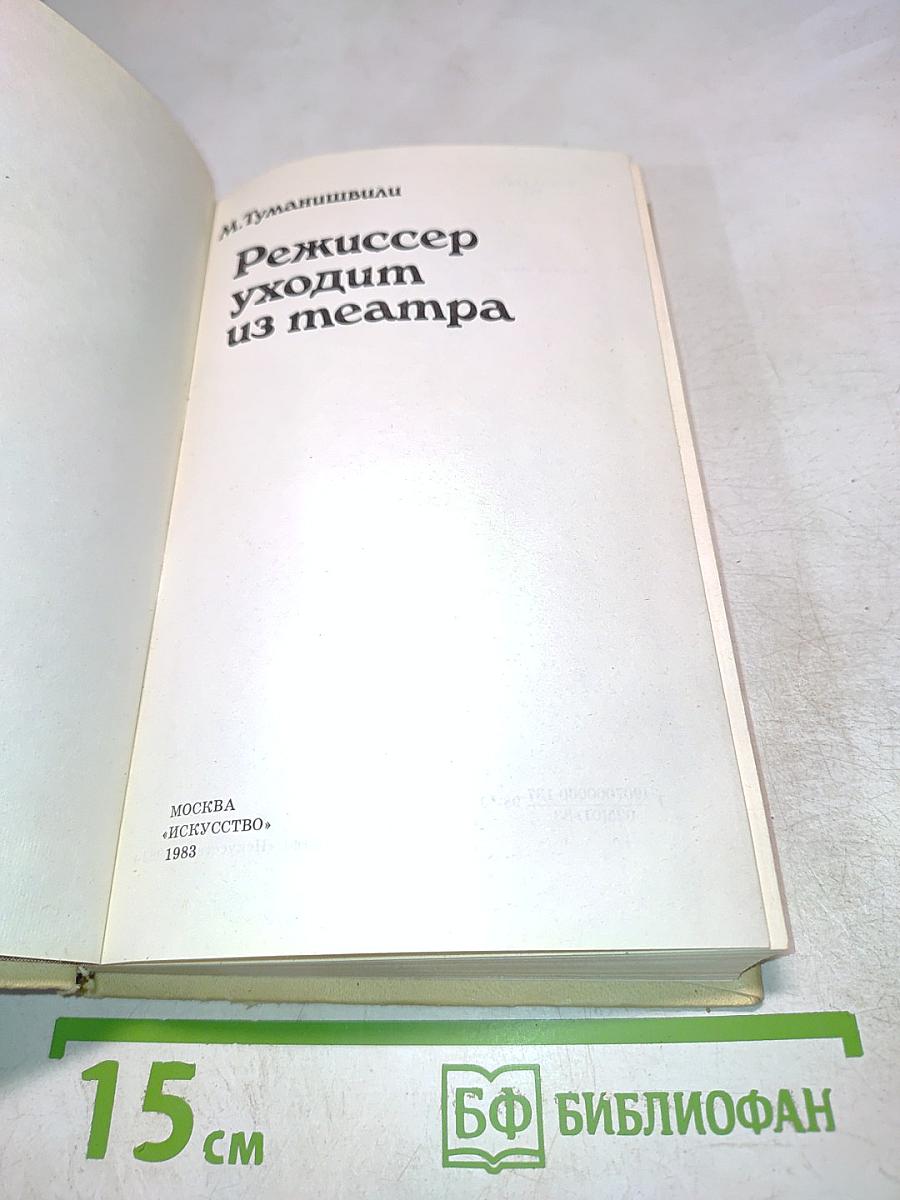 М. Туманишвили
Режиссер
уходит
из театра
МОСКВА
«ИСКУССТВО»
1983
15 см
БФ БИБЛИОФАН